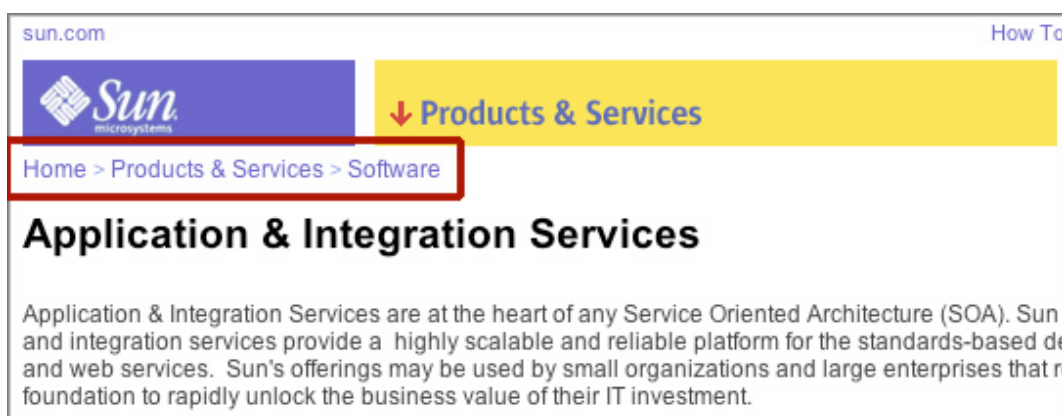 sun.com
How To
Sun
microsystems
Products & Services
Home > Products & Services > Software
Application & Integration Services
Application & Integration Services are at the heart of any Service Oriented Architecture (SOA). Sun
and integration services provide a highly scalable and reliable platform for the standards-based
and web services. Sun's offerings may be used by small organizations and large enterprises that
foundation to rapidly unlock the business value of their IT investment.